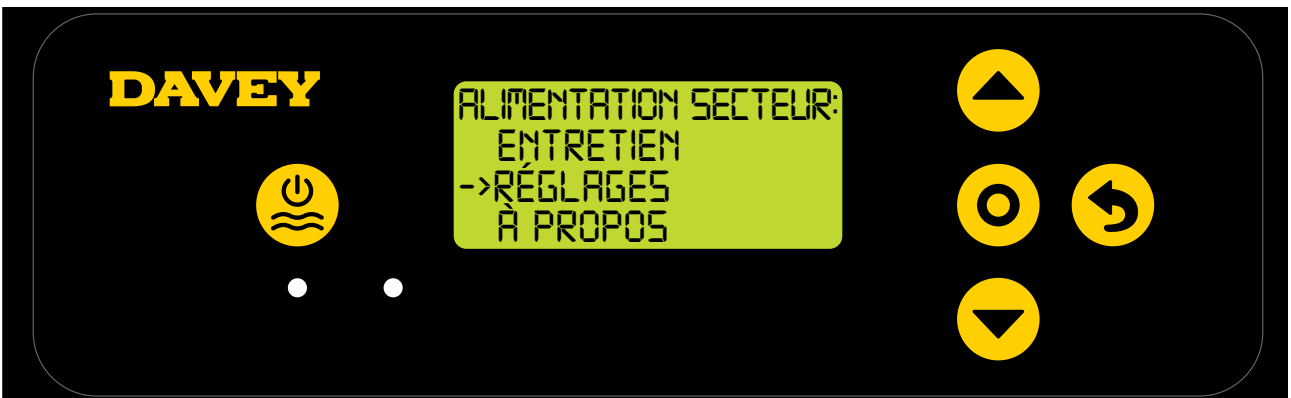 DAVEY
ALIMENTATION SECTEUR:
ENTRETIEN
->RÉGLAGES
À PROPOS